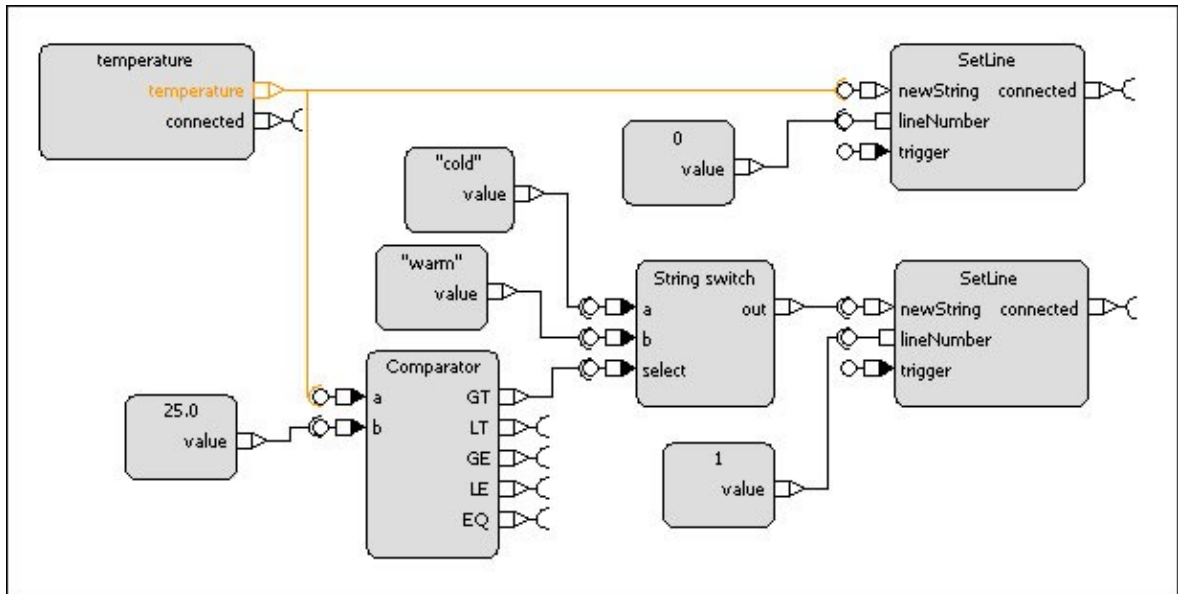 temperature
temperature
connected
SetLine
newString connected
lineNumber
trigger
0
value
"cold"
value
"warm"
value
String switch
a out
b
select
SetLine
newString connected
lineNumber
trigger
Comparator
a GT
b LT
GE
LE
EQ
25.0
value
1
value